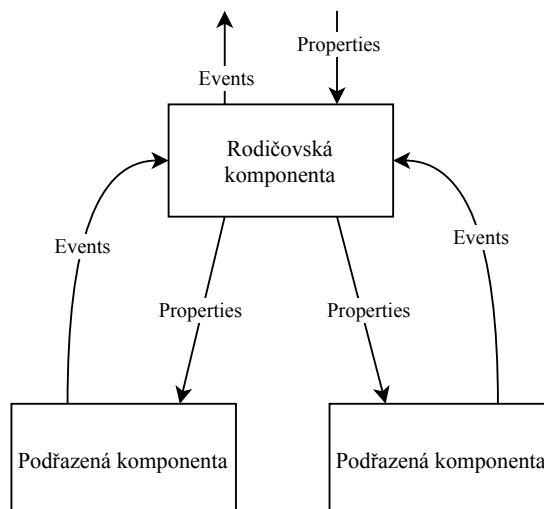 Properties
Events
Rodičovská
komponenta
Events
Events
Properties
Properties
Podřazená komponenta
Podřazená komponenta